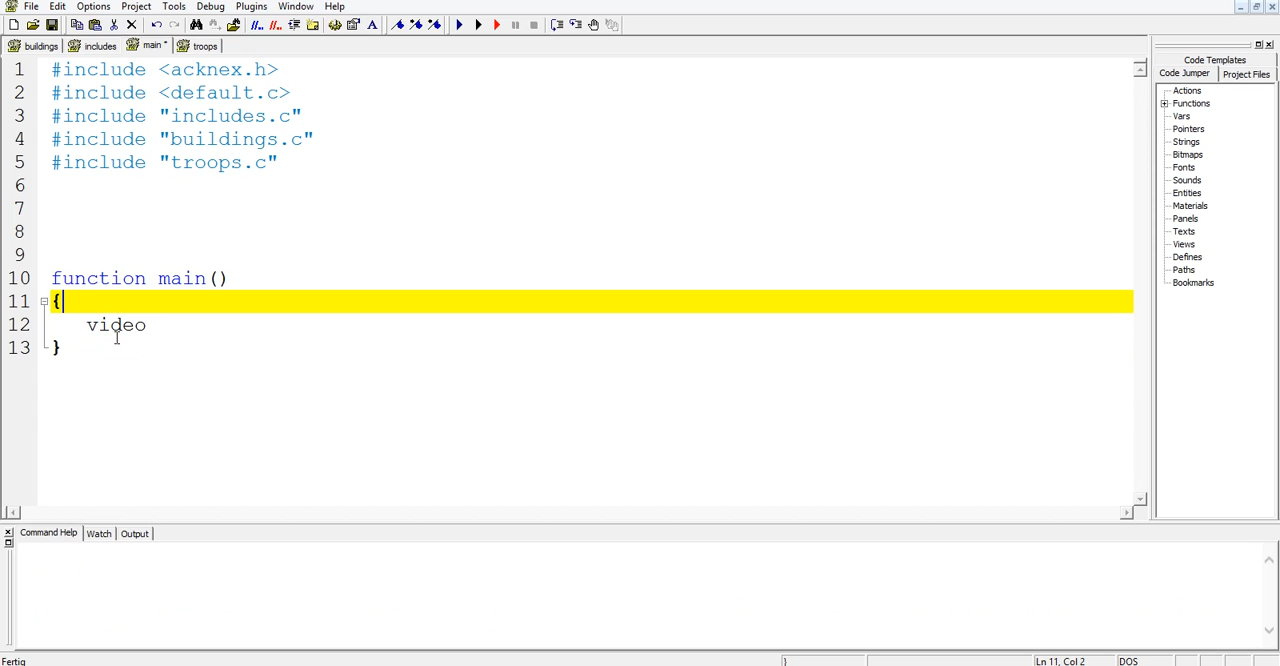 File Edit Options Project Tools Debug Plugins Window Help
buildings includes main * troops
1 #include <acknex.h>
2 #include <default.c>
3 #include "includes.c"
4 #include "buildings.c"
5 #include "troops.c"
6
7
8
9
10 function main()
11 {
12 video
13 }
Code Templates
Code Jumper Project Files
Actions
Functions
Vars
Pointers
Strings
Bitmaps
Fonts
Sounds
Entities
Materials
Panels
Texts
Views
Defines
Paths
Bookmarks
Command Help Watch Output
Fertig } Ln 11, Col 2 DOS